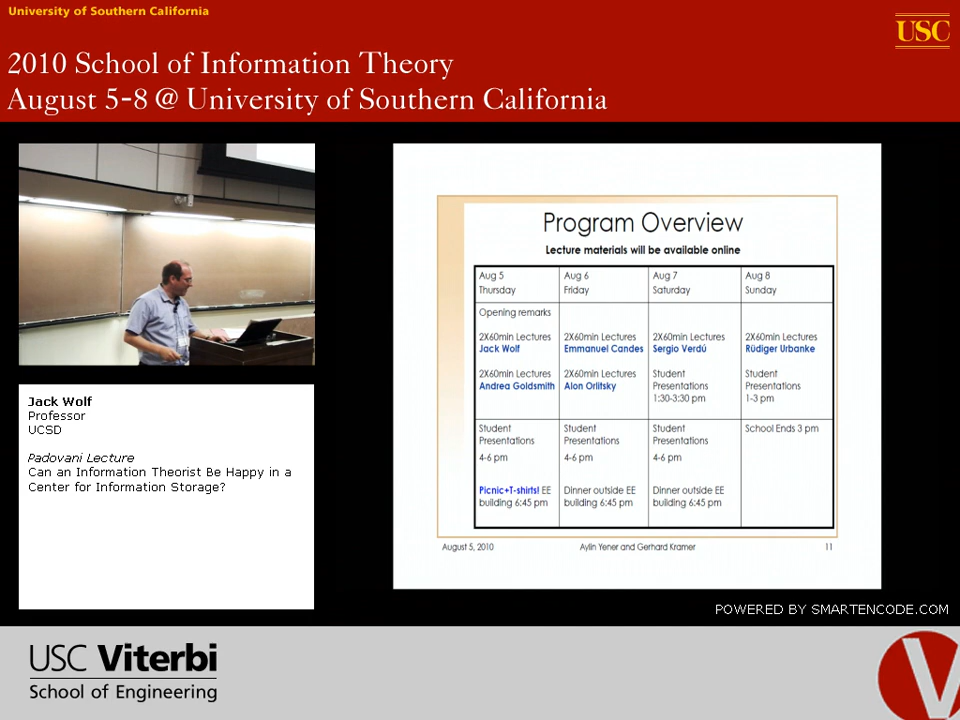 University of Southern California
USC
2010 School of Information Theory
August 5-8 @ University of Southern California
Jack Wolf
Professor
UCSD
Padovani Lecture
Can an Information Theorist Be Happy in a
Center for Information Storage?
Program Overview
Lecture materials will be available online
Aug 5
Thursday
Aug 6
Friday
Aug 7
Saturday
Aug 8
Sunday
Opening remarks
2X60min Lectures
Jack Wolf
2X60min Lectures
Andrea Goldsmith
2X60min Lectures
Emmanuel Candes
2X60min Lectures
Alon Orlitsky
2X60min Lectures
Sergio Verdú
Student
Presentations
1:30-3:30 pm
2X60min Lectures
Rüdiger Urbanke
Student
Presentations
1-3 pm
Student
Presentations
4-6 pm
Picnic+T-shirts! EE
building 6:45 pm
Student
Presentations
4-6 pm
Dinner outside EE
building 6:45 pm
Student
Presentations
4-6 pm
Dinner outside EE
building 6:45 pm
School Ends 3 pm
August 5, 2010
Aylin Yener and Gerhard Kramer
11
POWERED BY SMARTENCODE.COM
USC Viterbi
School of Engineering
V